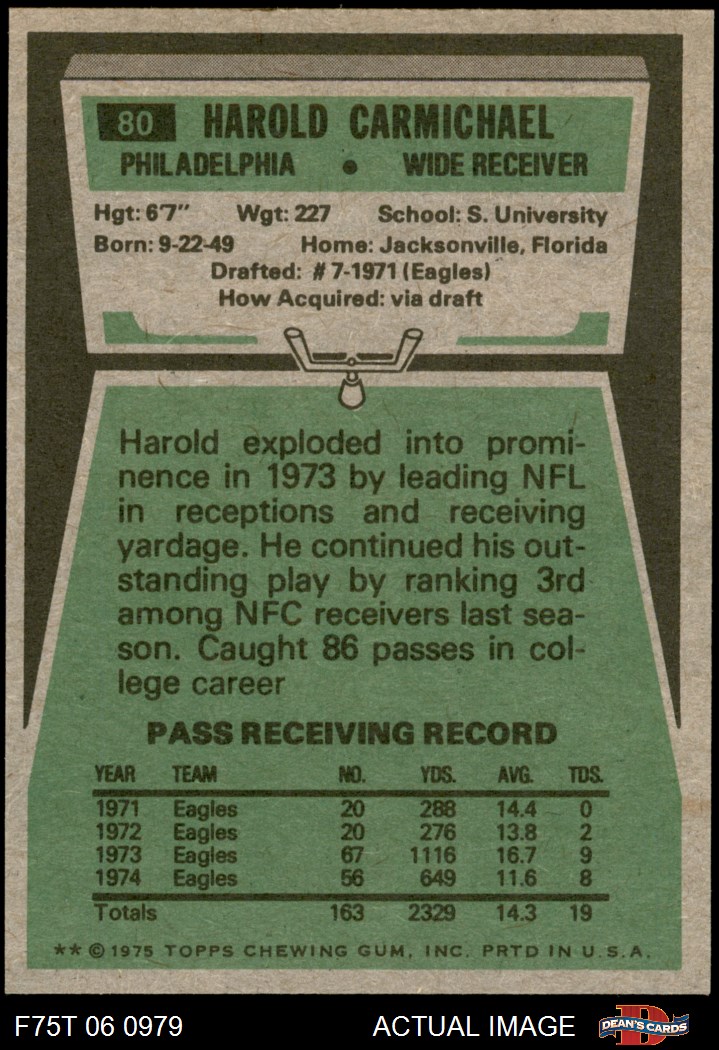 80 HAROLD CARMICHAEL
PHILADELPHIA • WIDE RECEIVER
Hgt: 6'7" Wgt: 227 School: S. University
Born: 9-22-49 Home: Jacksonville, Florida
Drafted: #7-1971 (Eagles)
How Acquired: via draft
Harold exploded into promi-
nence in 1973 by leading NFL
in receptions and receiving
yardage. He continued his out-
standing play by ranking 3rd
among NFC receivers last sea-
son. Caught 86 passes in col-
lege career
PASS RECEIVING RECORD
YEAR TEAM NO. YDS. AVG. TDS.
1971 Eagles 20 288 14.4 0
1972 Eagles 20 276 13.8 2
1973 Eagles 67 1116 16.7 9
1974 Eagles 56 649 11.6 8
Totals 163 2329 14.3 19
** © 1975 TOPPS CHEWING GUM, INC. PRTD IN U.S.A.
F75T 06 0979 ACTUAL IMAGE D DEAN'S CARDS